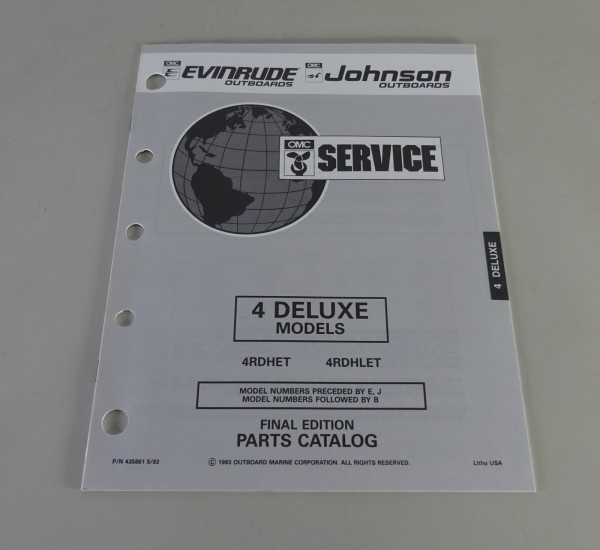 OMC EVINRUDE OUTBOARDS OMC Johnson OUTBOARDS
OMC SERVICE
4 DELUXE
4 DELUXE
MODELS
4RDHET 4RDHLET
MODEL NUMBERS PRECEDED BY E, J
MODEL NUMBERS FOLLOWED BY B
FINAL EDITION
PARTS CATALOG
P/N 435861 5/93 © 1993 OUTBOARD MARINE CORPORATION. ALL RIGHTS RESERVED. Litho USA